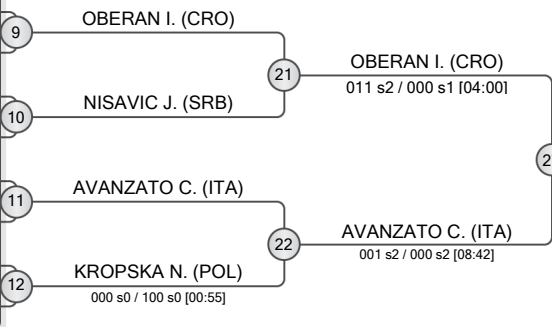 OBERAN I. (CRO)
9
21
OBERAN I. (CRO)
011 s2 / 000 s1 [04:00]
NISAVIC J. (SRB)
10
2
AVANZATO C. (ITA)
11
22
AVANZATO C. (ITA)
001 s2 / 000 s2 [08:42]
KROPSKA N. (POL)
12
000 s0 / 100 s0 [00:55]